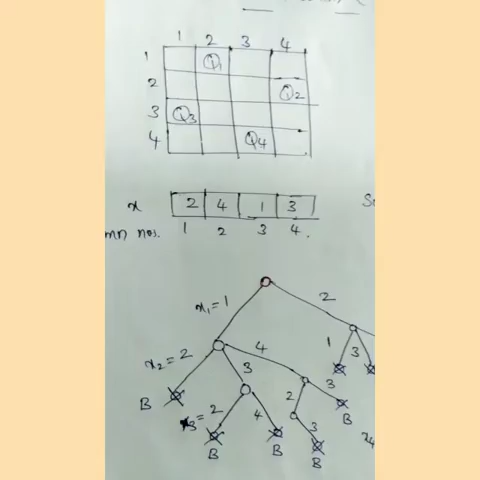 1 2 3 4
1 Q1
2 Q2
3 Q3
4 Q4
x 2 4 1 3
mn nos. 1 2 3 4.
x1=1 2
x2=2 3 4 1 3
B x3=2 4 2 3 B
B B 3 B x4